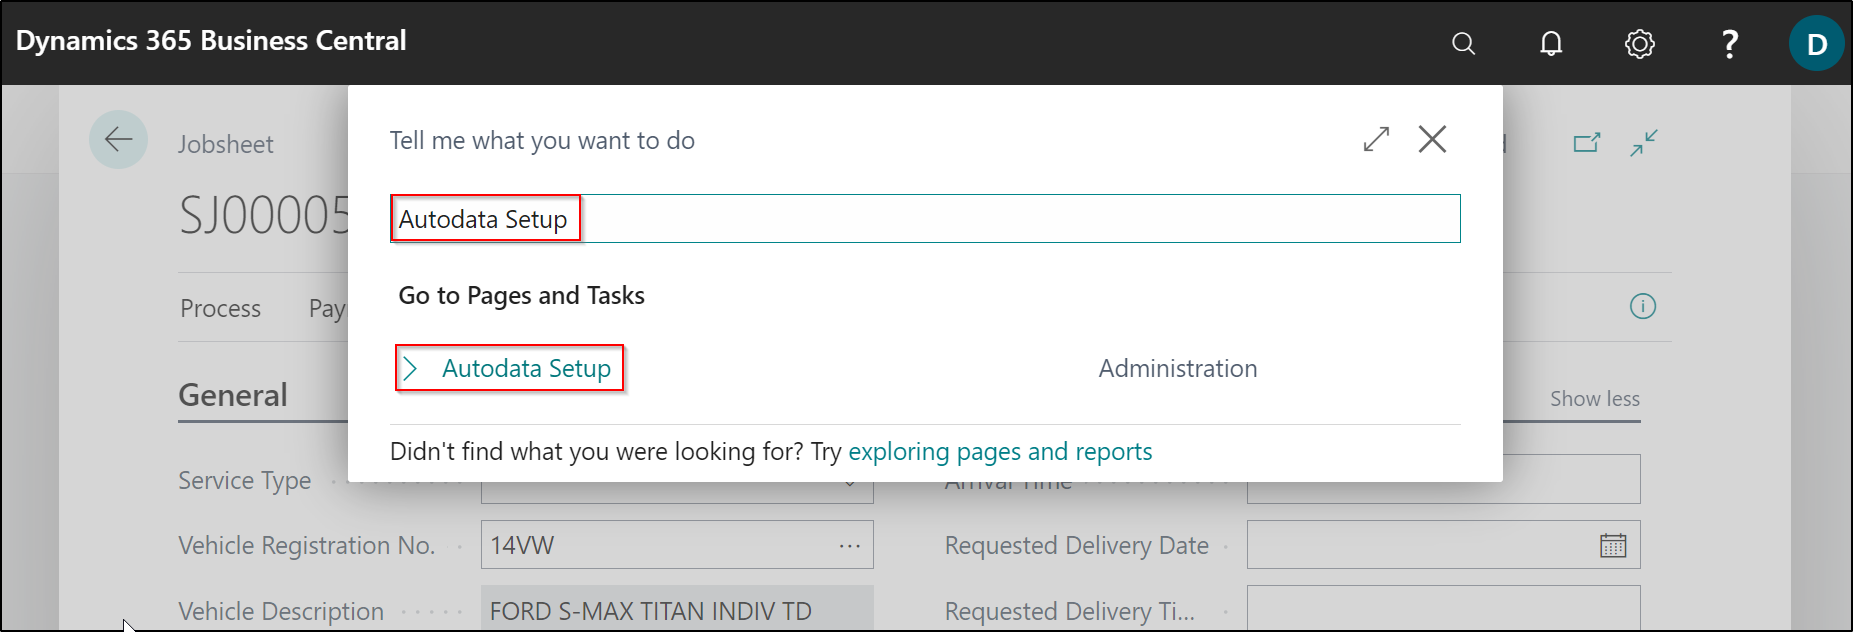 Dynamics 365 Business Central
D
Jobsheet
Tell me what you want to do
SJ00005
Autodata Setup
Go to Pages and Tasks
Process Pay
Autodata Setup Administration
General
Show less
Didn't find what you were looking for? Try exploring pages and reports
Service Type Arrival Time
Vehicle Registration No. 14VW ... Requested Delivery Date
Vehicle Description FORD S-MAX TITAN INDIV TD Requested Delivery Ti...